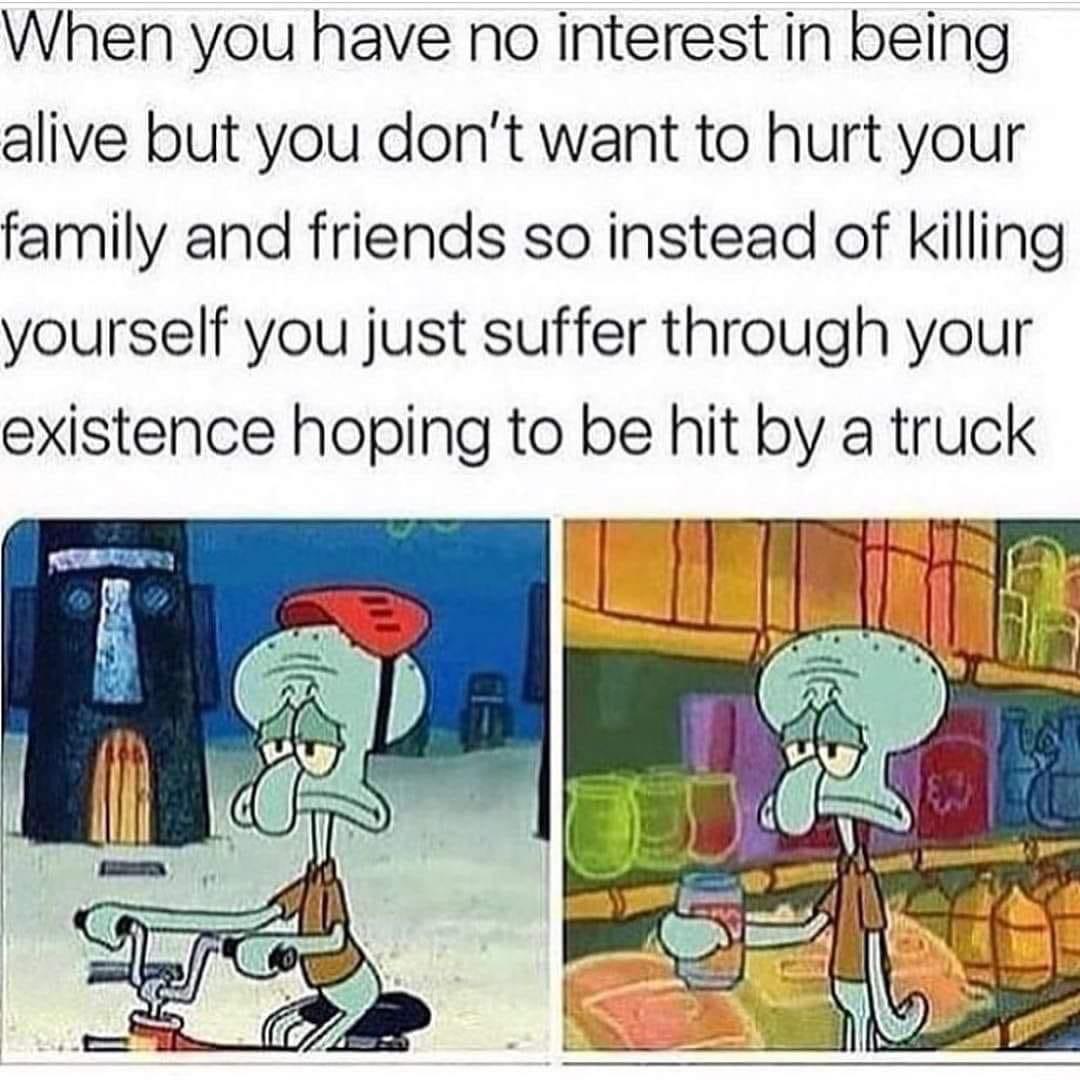 When you have no interest in being
alive but you don't want to hurt your
family and friends so instead of killing
yourself you just suffer through your
existence hoping to be hit by a truck